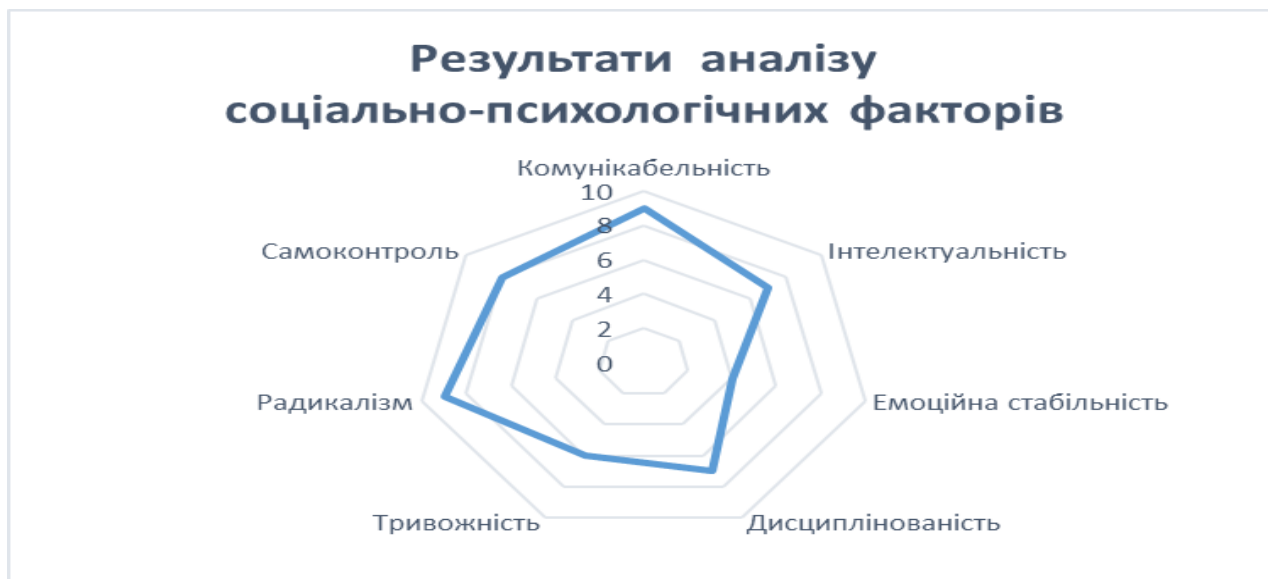 Результати аналізу
соціально-психологічних факторів
Комунікабельність
10
8
6
4
2
0
Інтелектуальність
Емоційна стабільність
Дисциплінованість
Тривожність
Радикалізм
Самоконтроль